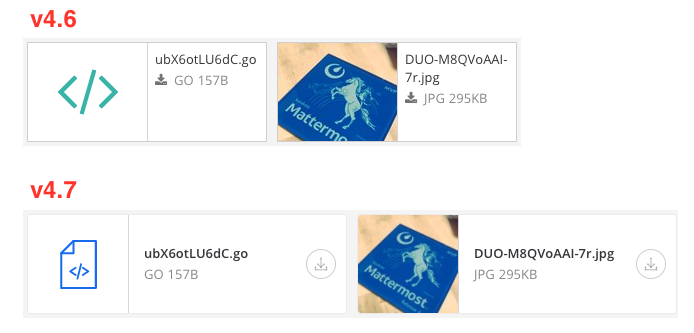 v4.6
ubX6otLU6dC.go
GO 157B
Mattermost
DUO-M8QVoAAI-
7r.jpg
JPG 295KB
v4.7
ubX6otLU6dC.go
GO 157B
Mattermost
DUO-M8QVoAAI-7r.jpg
JPG 295KB